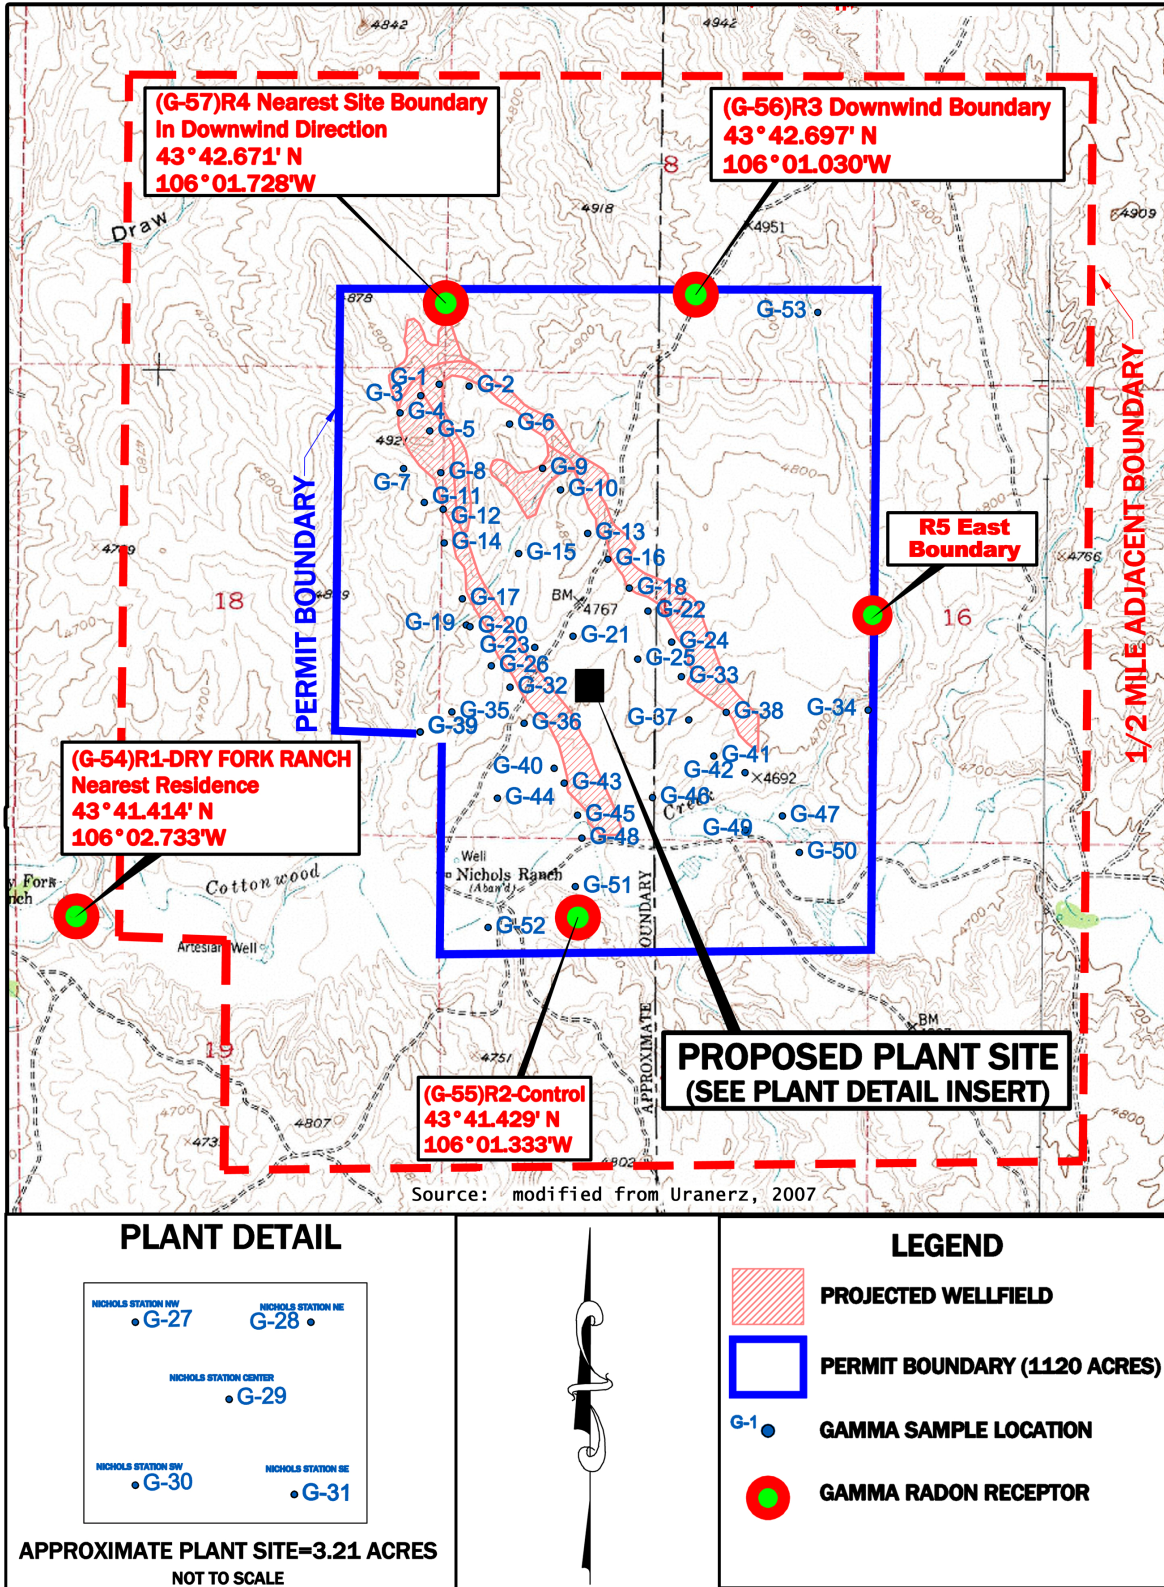 4842
4942
(G-57)R4 Nearest Site Boundary
In Downwind Direction
43°42.671' N
106°01.728'W
(G-56)R3 Downwind Boundary
43°42.697' N
106°01.030'W
8
4918
4951
4909
4900
Draw
878
4800
4700
G-53
G-1
G-2
G-3
G-4
G-5
G-6
4921
G-7
G-8
G-9
G-10
G-11
G-12
G-13
G-14
G-15
G-16
4800
R5 East
Boundary
4766
18
16
BM
4767
G-17
G-18
G-19
G-20
G-21
G-22
G-23
G-24
G-25
G-26
G-32
G-33
G-34
G-35
G-36
G-37
G-38
G-39
G-40
G-41
G-42
4692
G-43
G-44
G-45
G-46
Creek
G-47
G-48
G-49
G-50
G-51
G-52
PERMIT BOUNDARY
1/2 MILE ADJACENT BOUNDARY
(G-54)R1-DRY FORK RANCH
Nearest Residence
43°41.414' N
106°02.733'W
Well
Nichols Ranch
(Aban'd)
Cottonwood
Artesian Well
19
4751
4807
4700
BM
4800
4802
APPROXIMATE
(G-55)R2-Control
43°41.429' N
106°01.333'W
PROPOSED PLANT SITE
(SEE PLANT DETAIL INSERT)
Source: modified from Uranerz, 2007
PLANT DETAIL
NICHOLS STATION NW
G-27
NICHOLS STATION NE
G-28
NICHOLS STATION CENTER
G-29
NICHOLS STATION SW
G-30
NICHOLS STATION SE
G-31
APPROXIMATE PLANT SITE=3.21 ACRES
NOT TO SCALE
LEGEND
PROJECTED WELLFIELD
PERMIT BOUNDARY (1120 ACRES)
G-1
GAMMA SAMPLE LOCATION
GAMMA RADON RECEPTOR